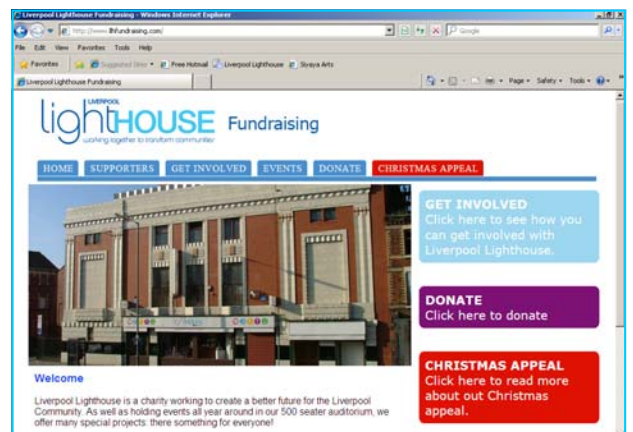 Liverpool Lighthouse Fundraising - Windows Internet Explorer
http://www.lhfundraising.com/
Google
File Edit View Favorites Tools Help
Favorites Suggested Sites Free Hotmail Liverpool Lighthouse Siyaya Arts
Liverpool Lighthouse Fundraising
Page Safety Tools
LIVERPOOL
lightHOUSE Fundraising
working together to transform communities
HOME SUPPORTERS GET INVOLVED EVENTS DONATE CHRISTMAS APPEAL
GET INVOLVED
Click here to see how you
can get involved with
Liverpool Lighthouse.
DONATE
Click here to donate
CHRISTMAS APPEAL
Click here to read more
about out Christmas
appeal.
Welcome
Liverpool Lighthouse is a charity working to create a better future for the Liverpool
Community. As well as holding events all year around in our 500 seater auditorium, we
offer many special projects: there something for everyone!